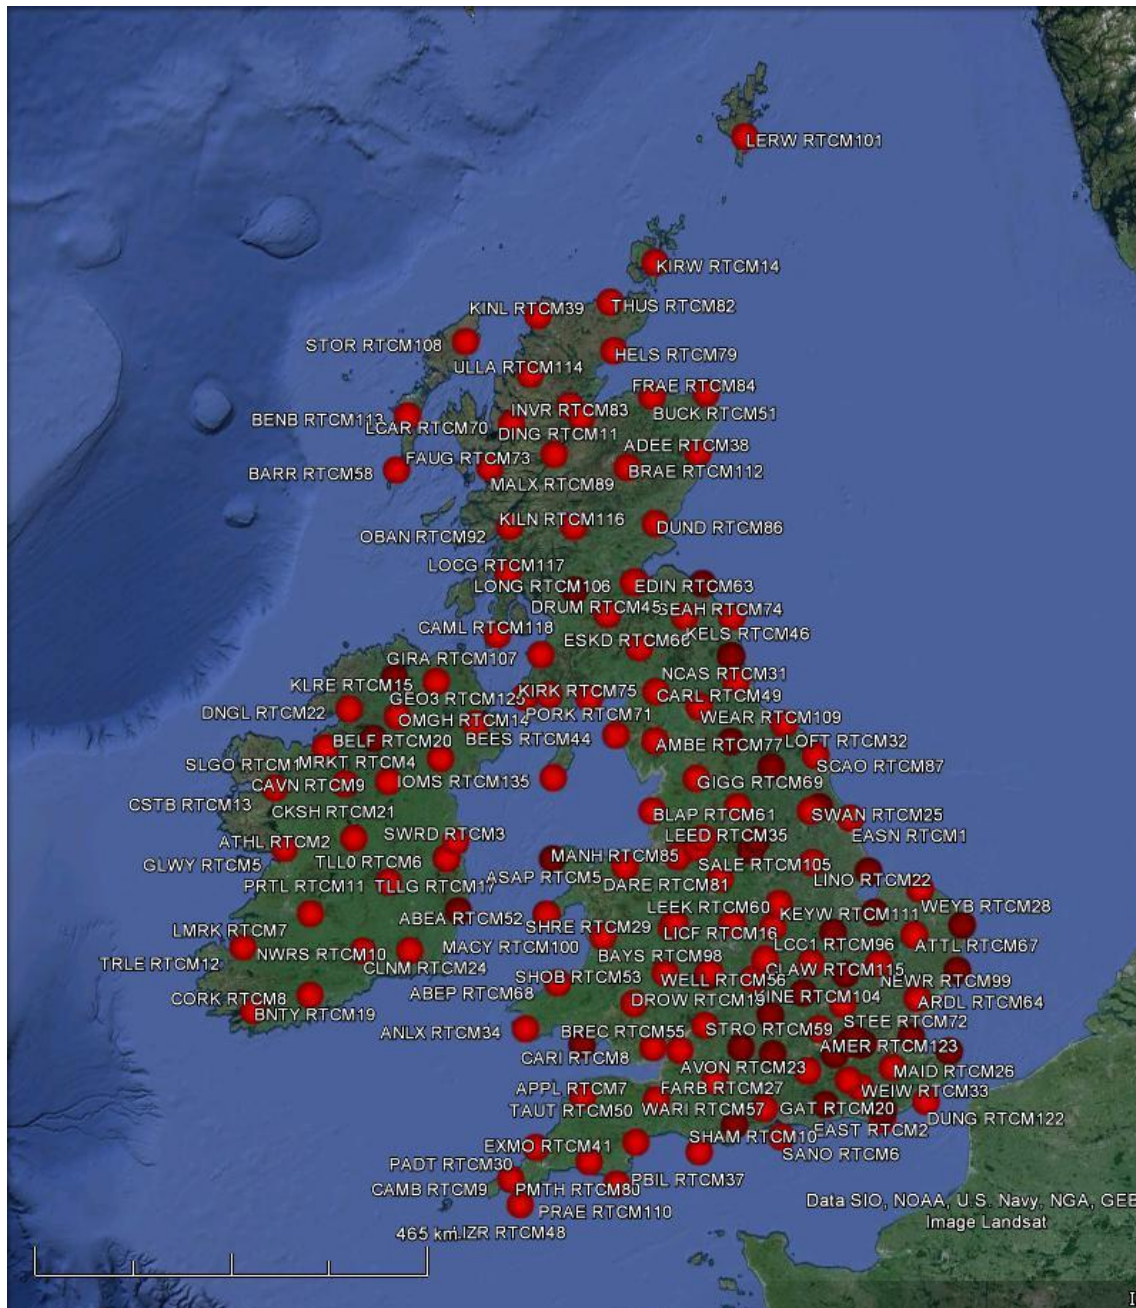 LERW RTCM101
KIRW RTCM14
KINL RTCM39
THUS RTCM82
STOR RTCM108
HELS RTCM79
ULLA RTCM114
FRAE RTCM84
INVR RTCM83
BUCK RTCM51
BENB RTCM113
LCAR RTCM70
DING RTCM11
ADEE RTCM38
FAUG RTCM73
BRAE RTCM112
BARR RTCM58
MALX RTCM89
KILN RTCM116
DUND RTCM86
OBAN RTCM92
LOCG RTCM117
LONG RTCM106
EDIN RTCM63
DRUM RTCM45
SEAH RTCM74
CAML RTCM118
KELS RTCM46
ESKD RTCM66
GIRA RTCM107
NCAS RTCM31
KLRE RTCM15
KIRK RTCM75
CARL RTCM49
GEO3 RTCM125
DNGL RTCM22
OMGH RTCM14
PORK RTCM71
WEAR RTCM109
BELF RTCM20
BEES RTCM44
AMBE RTCM77
LOFT RTCM32
SLGO RTCM1
MRKT RTCM4
SCAO RTCM87
CAVN RTCM9
IOMS RTCM135
GIGG RTCM69
CSTB RTCM13
CKSH RTCM21
BLAP RTCM61
SWAN RTCM25
ATHL RTCM2
SWRD RTCM3
LEED RTCM35
EASN RTCM1
GLWY RTCM5
TLL0 RTCM6
MANH RTCM85
SALE RTCM105
PRTL RTCM11
TLLG RTCM17
ASAP RTCM5
DARE RTCM81
LINO RTCM22
ABEA RTCM52
LEEK RTCM60
KEYW RTCM111
WEYB RTCM28
LMRK RTCM7
SHRE RTCM29
LICF RTCM16
NWRS RTCM10
MACY RTCM100
LCC1 RTCM96
ATTL RTCM67
TRLE RTCM12
CLNM RTCM24
BAYS RTCM98
CLAW RTCM115
SHOB RTCM53
WELL RTCM56
NEWR RTCM99
CORK RTCM8
ABEP RTCM68
DROW RTCM19
KINE RTCM104
ARDL RTCM64
BNTY RTCM19
ANLX RTCM34
BREC RTCM55
STRO RTCM59
STEE RTCM72
CARI RTCM8
AMER RTCM123
AVON RTCM23
MAID RTCM26
APPL RTCM7
FARB RTCM27
WEIW RTCM33
TAUT RTCM50
WARI RTCM57
GAT RTCM20
DUNG RTCM122
SHAM RTCM10
EAST RTCM2
EXMO RTCM41
SANO RTCM6
PADT RTCM30
PBIL RTCM37
CAMB RTCM9
PMTH RTCM80
PRAE RTCM110
Data SIO, NOAA, U.S. Navy, NGA, GEB
Image Landsat
465 km
LIZR RTCM48